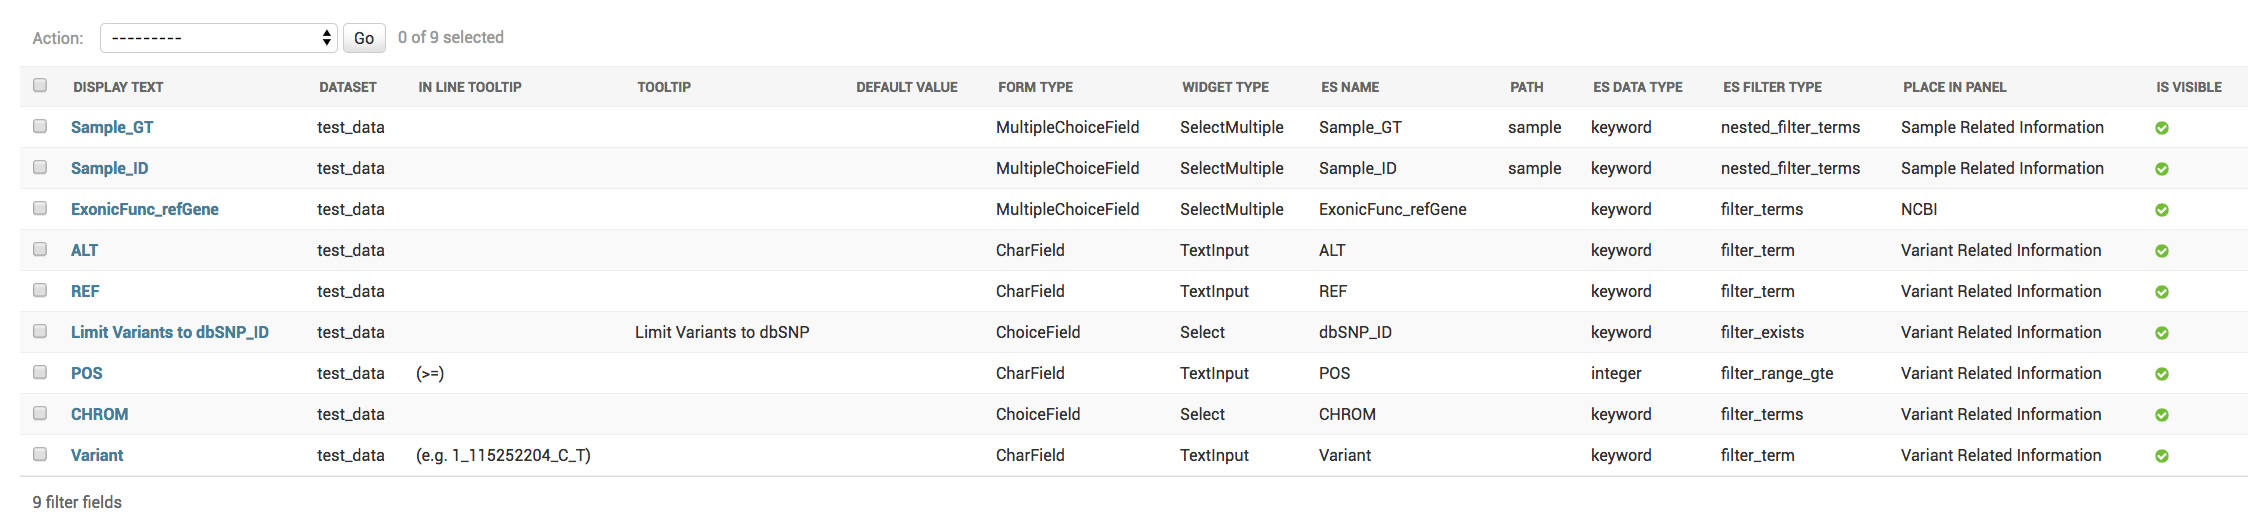 Action: --------- Go 0 of 9 selected
DISPLAY TEXT DATASET IN LINE TOOLTIP TOOLTIP DEFAULT VALUE FORM TYPE WIDGET TYPE ES NAME PATH ES DATA TYPE ES FILTER TYPE PLACE IN PANEL IS VISIBLE
Sample_GT test_data MultipleChoiceField SelectMultiple Sample_GT sample keyword nested_filter_terms Sample Related Information
Sample_ID test_data MultipleChoiceField SelectMultiple Sample_ID sample keyword nested_filter_terms Sample Related Information
ExonicFunc_refGene test_data MultipleChoiceField SelectMultiple ExonicFunc_refGene keyword filter_terms NCBI
ALT test_data CharField TextInput ALT keyword filter_term Variant Related Information
REF test_data CharField TextInput REF keyword filter_term Variant Related Information
Limit Variants to dbSNP_ID test_data Limit Variants to dbSNP ChoiceField Select dbSNP_ID keyword filter_exists Variant Related Information
POS test_data (>=) CharField TextInput POS integer filter_range_gte Variant Related Information
CHROM test_data ChoiceField Select CHROM keyword filter_terms Variant Related Information
Variant test_data (e.g. 1_115252204_C_T) CharField TextInput Variant keyword filter_term Variant Related Information
9 filter fields